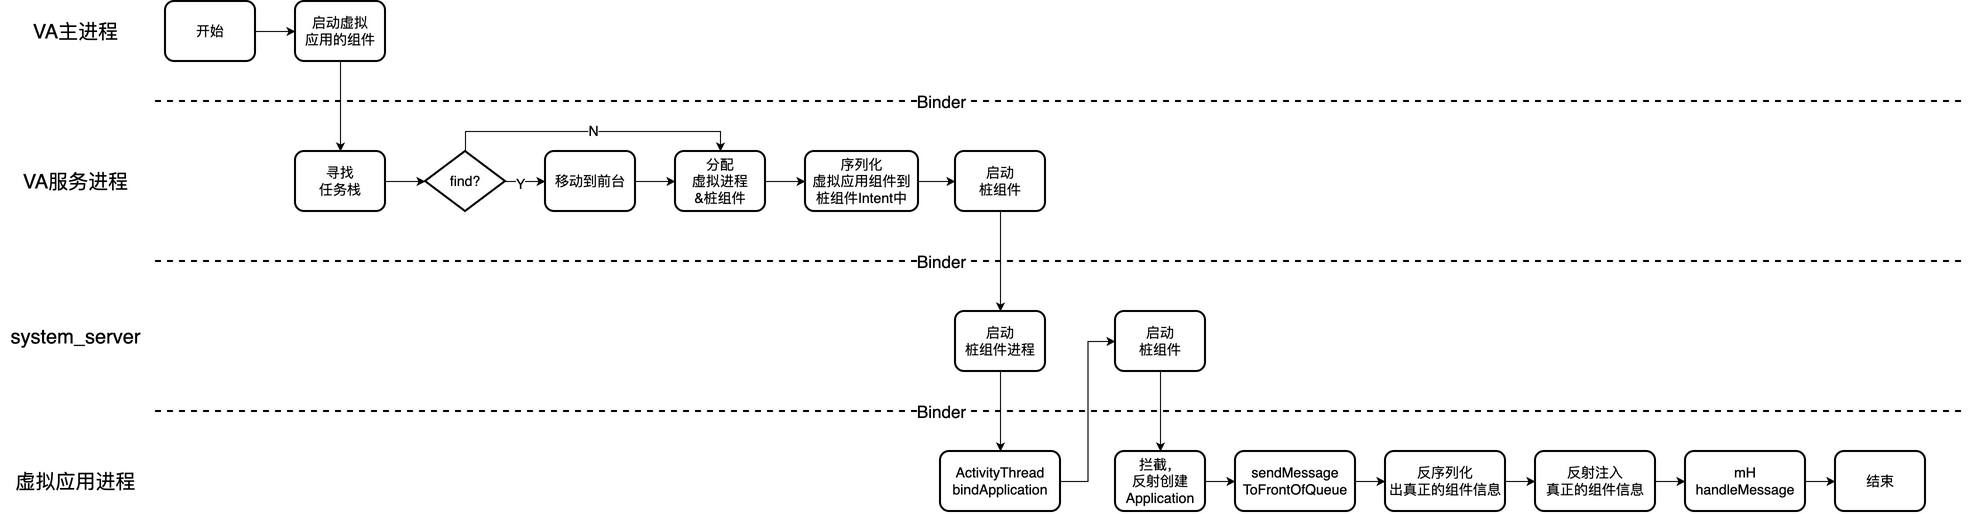 VA主进程
开始
启动虚拟
应用的组件
Binder
VA服务进程
寻找
任务栈
find?
N
Y
移动到前台
分配
虚拟进程
&桩组件
序列化
虚拟应用组件到
桩组件Intent中
启动
桩组件
Binder
system_server
启动
桩组件进程
启动
桩组件
Binder
虚拟应用进程
ActivityThread
bindApplication
拦截，
反射创建
Application
sendMessage
ToFrontOfQueue
反序列化
出真正的组件信息
反射注入
真正的组件信息
mH
handleMessage
结束